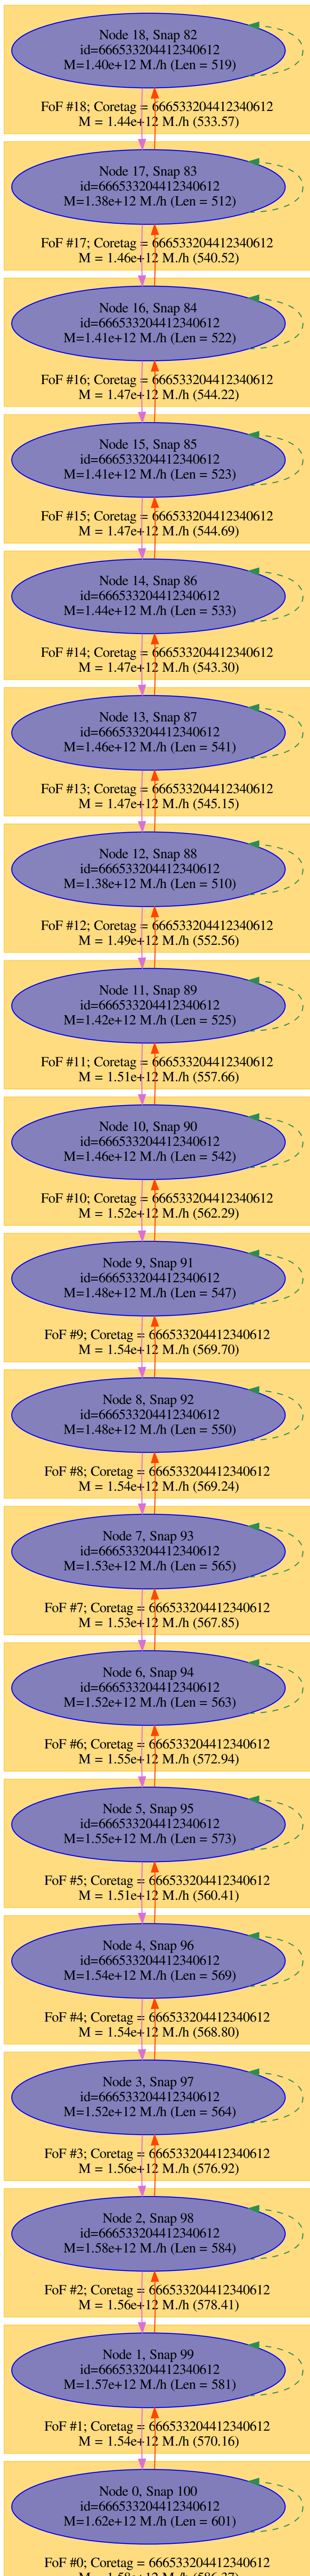 Node 18, Snap 82
id=666533204412340612
M=1.40e+12 M./h (Len = 519)
FoF #18; Coretag = 666533204412340612
M = 1.44e+12 M./h (533.57)
Node 17, Snap 83
id=666533204412340612
M=1.38e+12 M./h (Len = 512)
FoF #17; Coretag = 666533204412340612
M = 1.46e+12 M./h (540.52)
Node 16, Snap 84
id=666533204412340612
M=1.41e+12 M./h (Len = 522)
FoF #16; Coretag = 666533204412340612
M = 1.47e+12 M./h (544.22)
Node 15, Snap 85
id=666533204412340612
M=1.41e+12 M./h (Len = 523)
FoF #15; Coretag = 666533204412340612
M = 1.47e+12 M./h (544.69)
Node 14, Snap 86
id=666533204412340612
M=1.44e+12 M./h (Len = 533)
FoF #14; Coretag = 666533204412340612
M = 1.47e+12 M./h (543.30)
Node 13, Snap 87
id=666533204412340612
M=1.46e+12 M./h (Len = 541)
FoF #13; Coretag = 666533204412340612
M = 1.47e+12 M./h (545.15)
Node 12, Snap 88
id=666533204412340612
M=1.38e+12 M./h (Len = 510)
FoF #12; Coretag = 666533204412340612
M = 1.49e+12 M./h (552.56)
Node 11, Snap 89
id=666533204412340612
M=1.42e+12 M./h (Len = 525)
FoF #11; Coretag = 666533204412340612
M = 1.51e+12 M./h (557.66)
Node 10, Snap 90
id=666533204412340612
M=1.46e+12 M./h (Len = 542)
FoF #10; Coretag = 666533204412340612
M = 1.52e+12 M./h (562.29)
Node 9, Snap 91
id=666533204412340612
M=1.48e+12 M./h (Len = 547)
FoF #9; Coretag = 666533204412340612
M = 1.54e+12 M./h (569.70)
Node 8, Snap 92
id=666533204412340612
M=1.48e+12 M./h (Len = 550)
FoF #8; Coretag = 666533204412340612
M = 1.54e+12 M./h (569.24)
Node 7, Snap 93
id=666533204412340612
M=1.53e+12 M./h (Len = 565)
FoF #7; Coretag = 666533204412340612
M = 1.53e+12 M./h (567.85)
Node 6, Snap 94
id=666533204412340612
M=1.52e+12 M./h (Len = 563)
FoF #6; Coretag = 666533204412340612
M = 1.55e+12 M./h (572.94)
Node 5, Snap 95
id=666533204412340612
M=1.55e+12 M./h (Len = 573)
FoF #5; Coretag = 666533204412340612
M = 1.51e+12 M./h (560.41)
Node 4, Snap 96
id=666533204412340612
M=1.54e+12 M./h (Len = 569)
FoF #4; Coretag = 666533204412340612
M = 1.54e+12 M./h (568.80)
Node 3, Snap 97
id=666533204412340612
M=1.52e+12 M./h (Len = 564)
FoF #3; Coretag = 666533204412340612
M = 1.56e+12 M./h (576.92)
Node 2, Snap 98
id=666533204412340612
M=1.58e+12 M./h (Len = 584)
FoF #2; Coretag = 666533204412340612
M = 1.56e+12 M./h (578.41)
Node 1, Snap 99
id=666533204412340612
M=1.57e+12 M./h (Len = 581)
FoF #1; Coretag = 666533204412340612
M = 1.54e+12 M./h (570.16)
Node 0, Snap 100
id=666533204412340612
M=1.62e+12 M./h (Len = 601)
FoF #0; Coretag = 666533204412340612